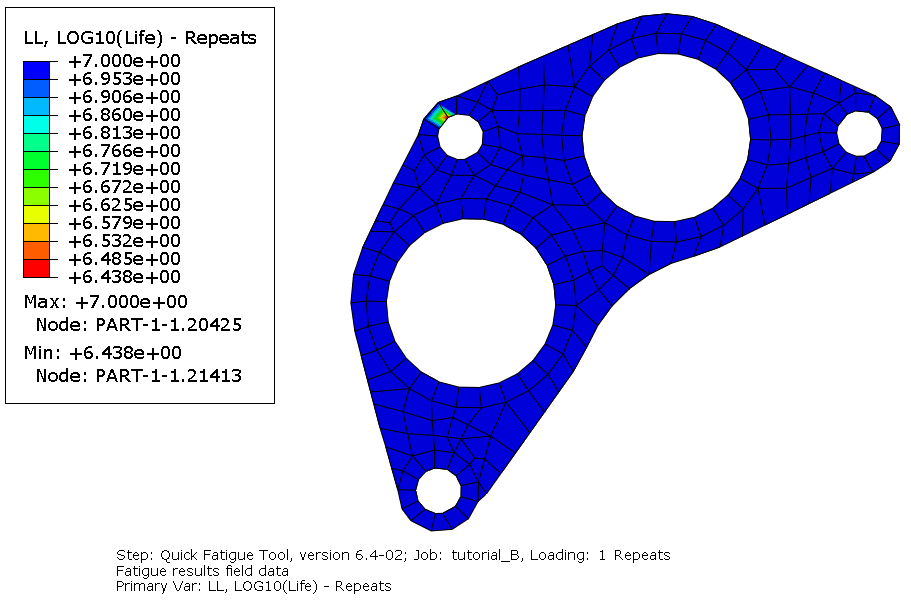 LL, LOG10(Life) - Repeats
+7.000e+00
+6.953e+00
+6.906e+00
+6.860e+00
+6.813e+00
+6.766e+00
+6.719e+00
+6.672e+00
+6.625e+00
+6.579e+00
+6.532e+00
+6.485e+00
+6.438e+00
Max: +7.000e+00
Node: PART-1-1.20425
Min: +6.438e+00
Node: PART-1-1.21413
Step: Quick Fatigue Tool, version 6.4-02; Job: tutorial_B, Loading: 1 Repeats
Fatigue results field data
Primary Var: LL, LOG10(Life) - Repeats